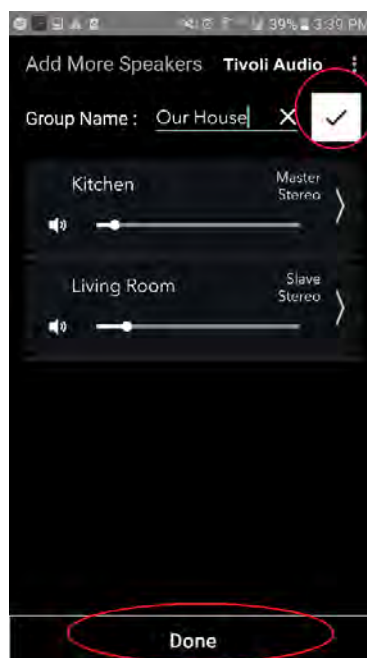 39% 3:39 PM
Add More Speakers Tivoli Audio
Group Name : Our House
Kitchen
Master
Stereo
Living Room
Slave
Stereo
Done